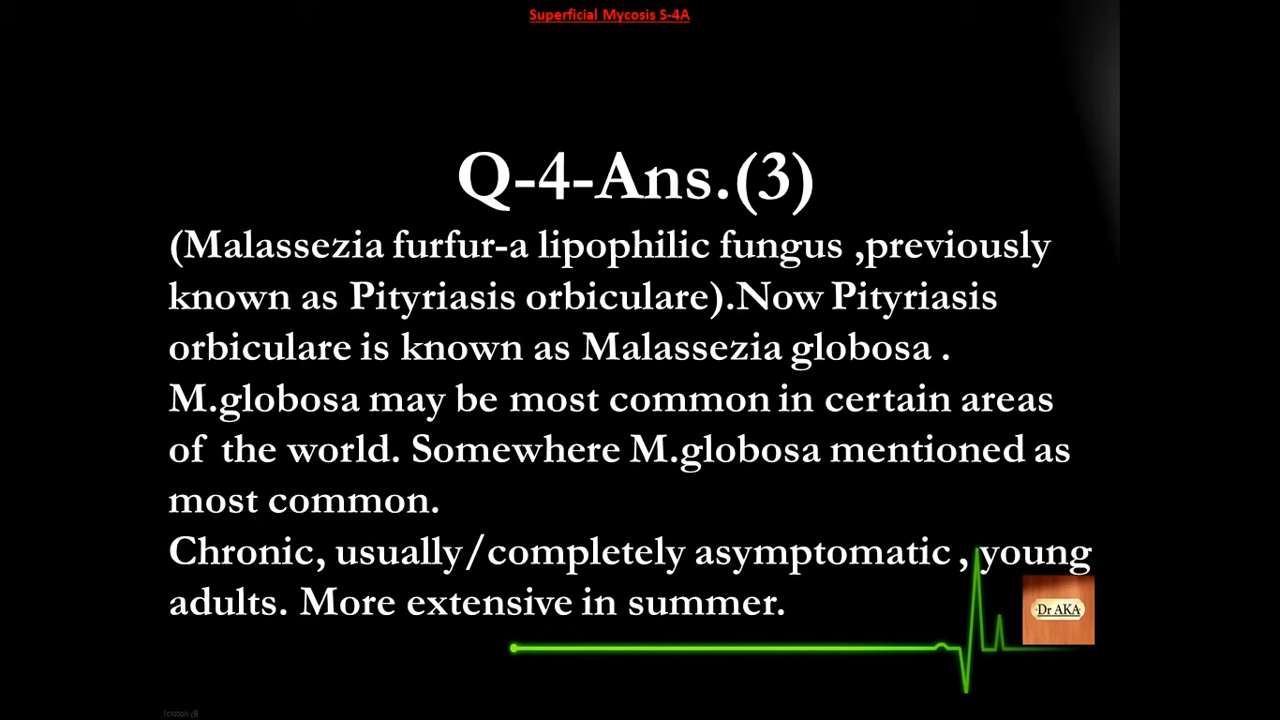 Superficial Mycosis S-4A
Q-4-Ans.(3)
(Malassezia furfur-a lipophilic fungus ,previously
known as Pityriasis orbiculare).Now Pityriasis
orbiculare is known as Malassezia globosa .
M.globosa may be most common in certain areas
of the world. Somewhere M.globosa mentioned as
most common.
Chronic, usually/completely asymptomatic , young
adults. More extensive in summer.
Dr AKA